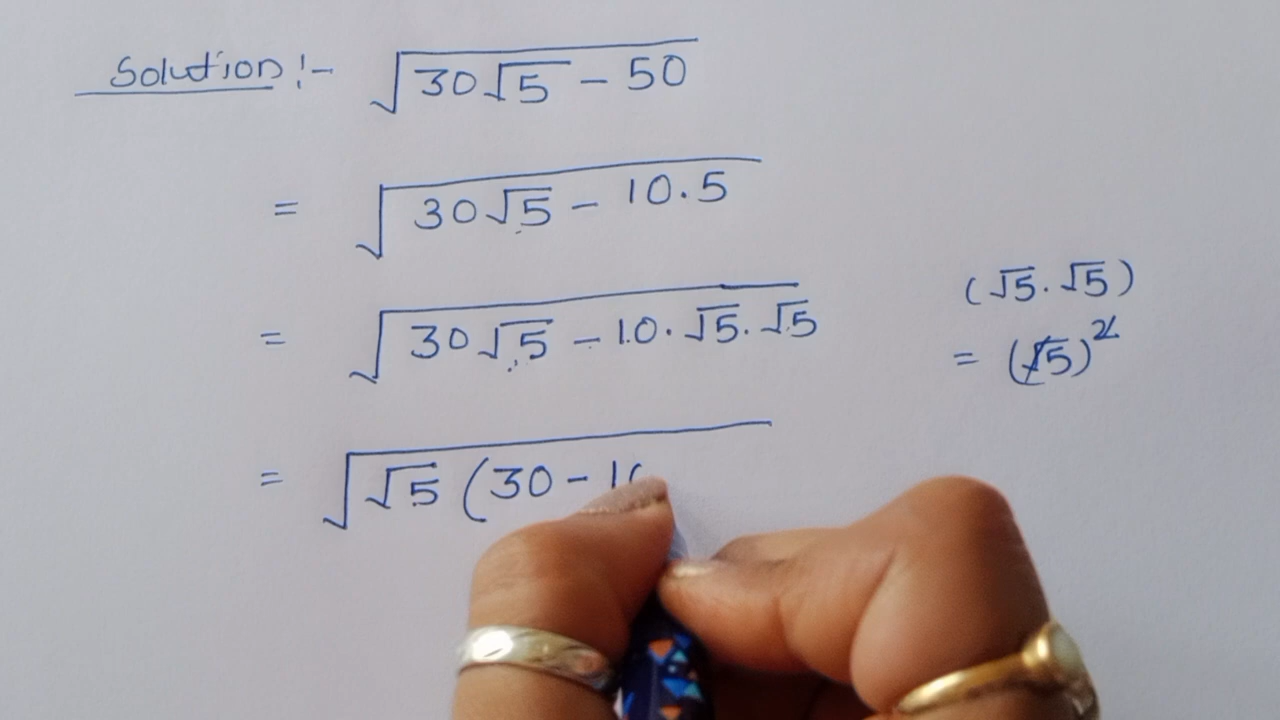 Solution :- √(30√5 - 50)
= √(30√5 - 10.5)
= √(30√5 - 10.√5.√5)
(√5.√5)
= (√5)²
= √(√5 (30 - 10